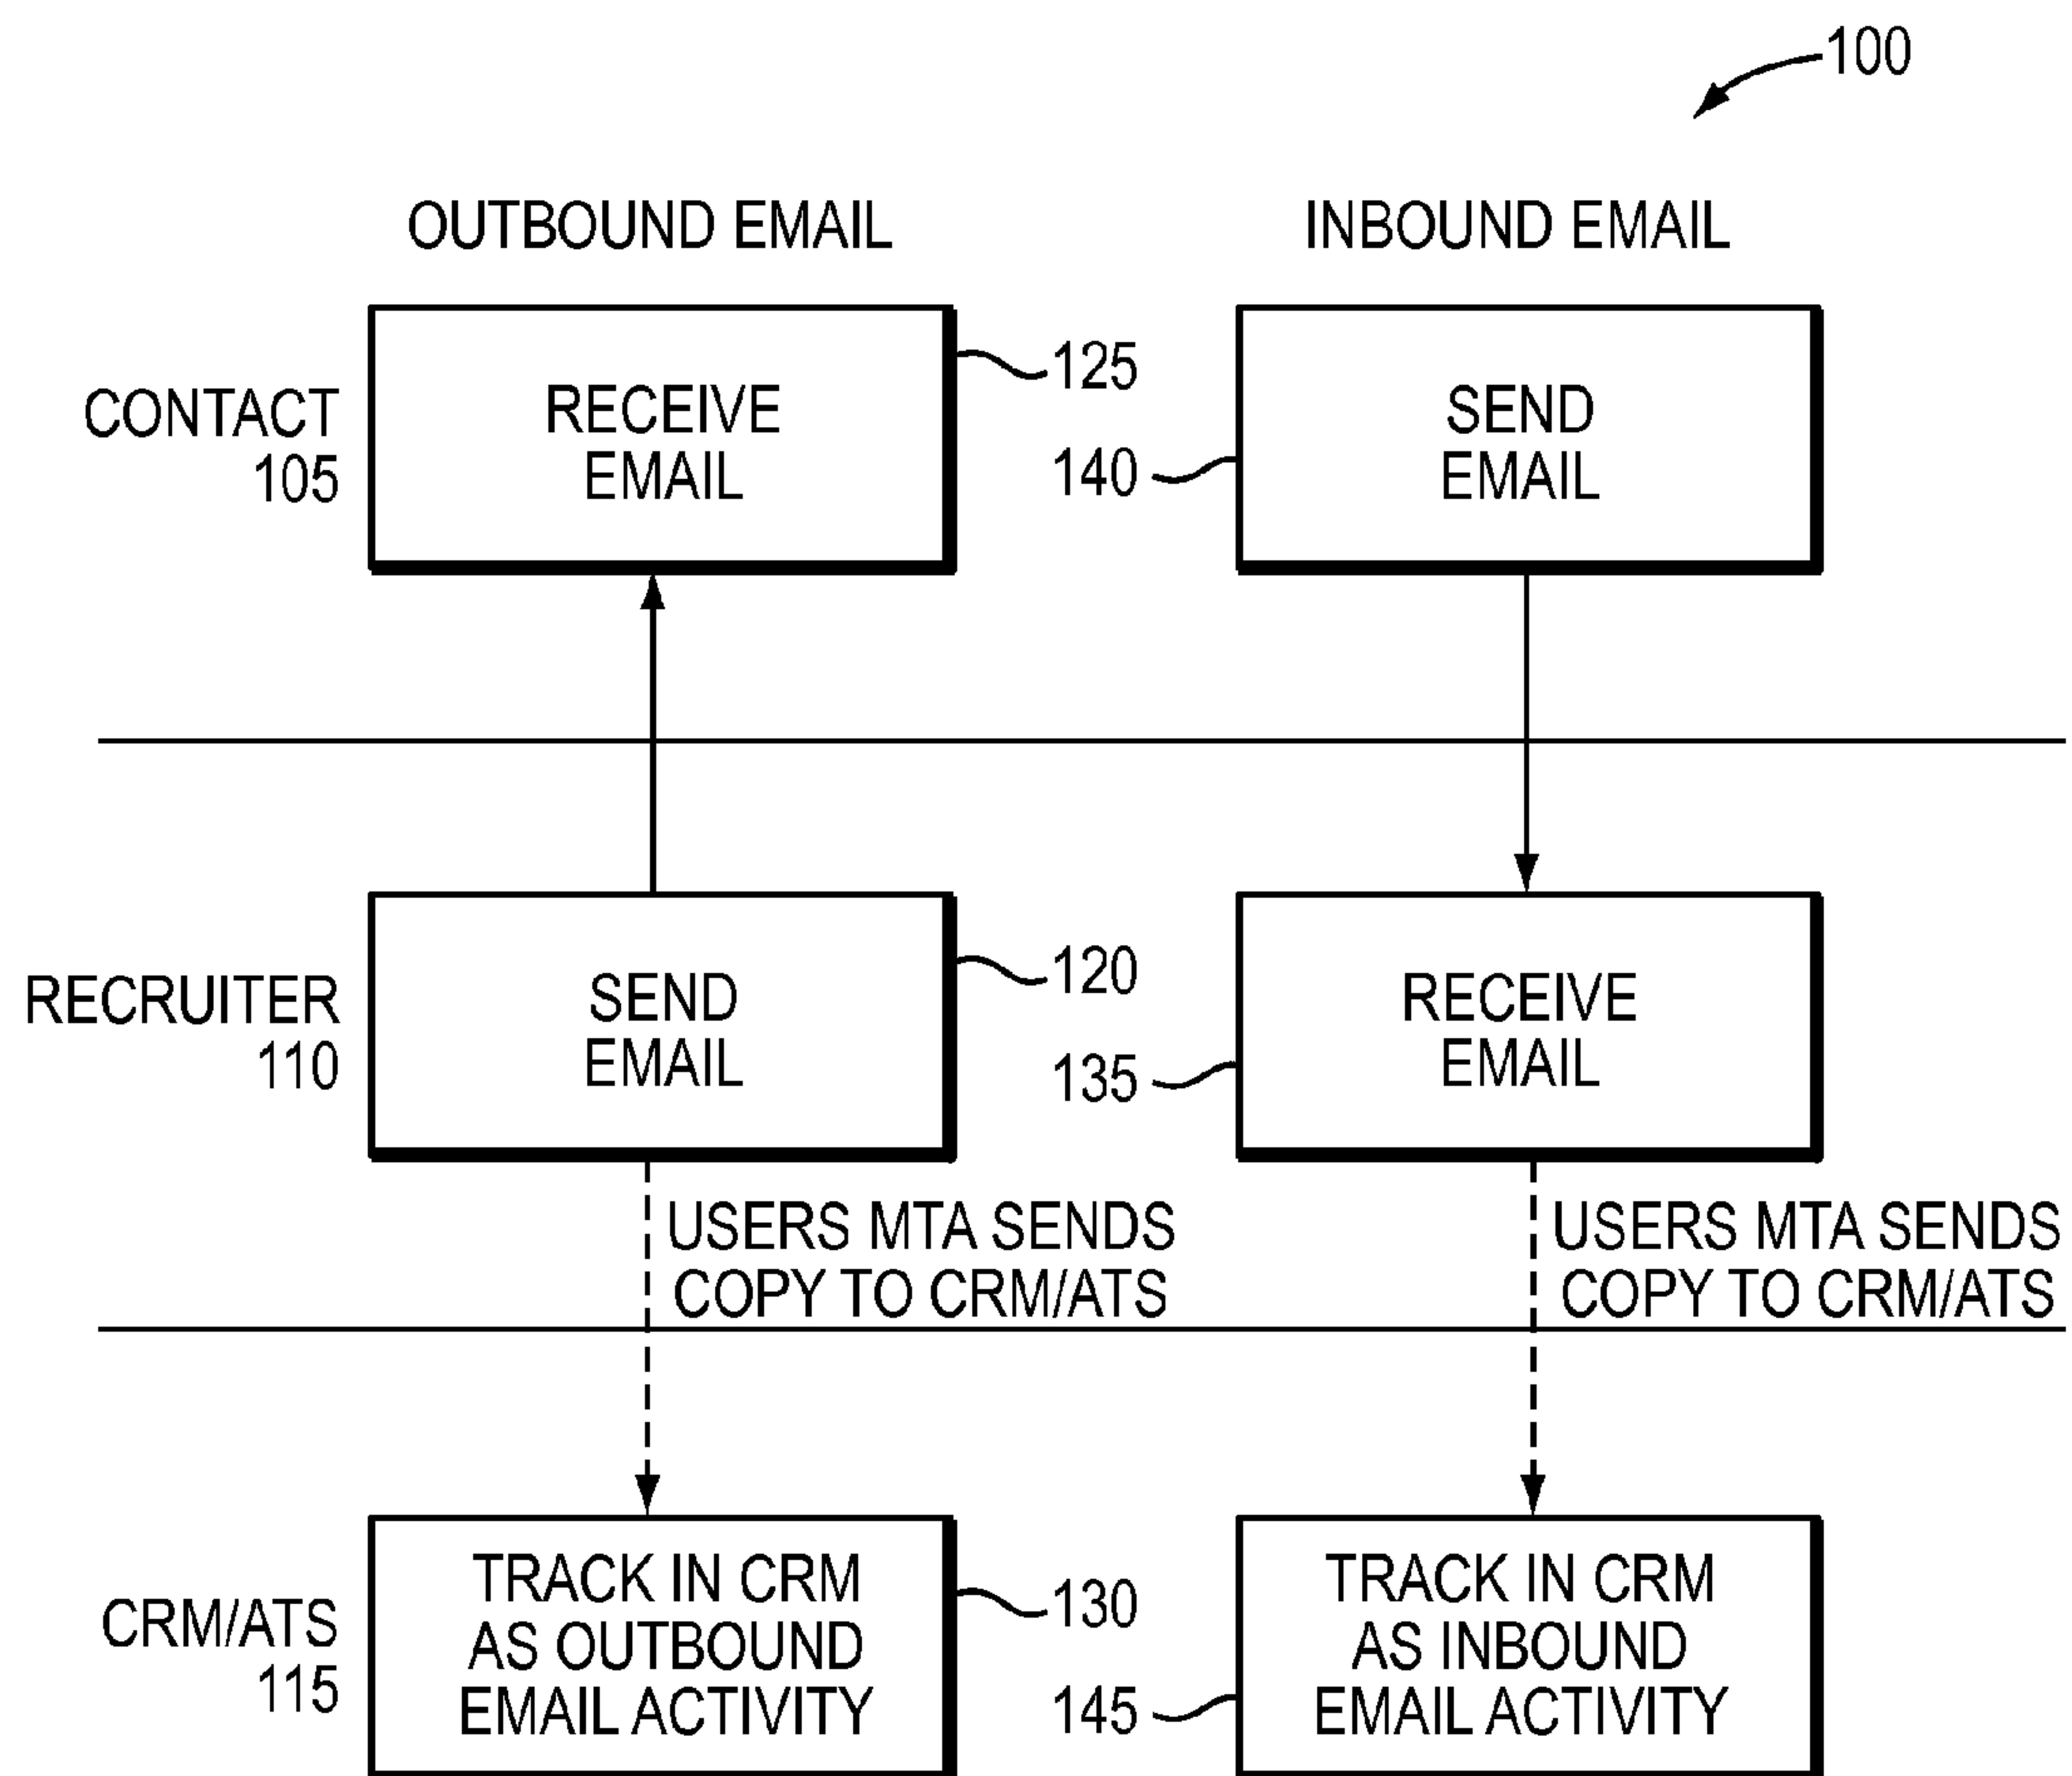 100
OUTBOUND EMAIL
INBOUND EMAIL
CONTACT
105
RECEIVE
EMAIL
125
140
SEND
EMAIL
RECRUITER
110
SEND
EMAIL
120
135
RECEIVE
EMAIL
USERS MTA SENDS
COPY TO CRM/ATS
USERS MTA SENDS
COPY TO CRM/ATS
CRM/ATS
115
TRACK IN CRM
AS OUTBOUND
EMAIL ACTIVITY
130
145
TRACK IN CRM
AS INBOUND
EMAIL ACTIVITY